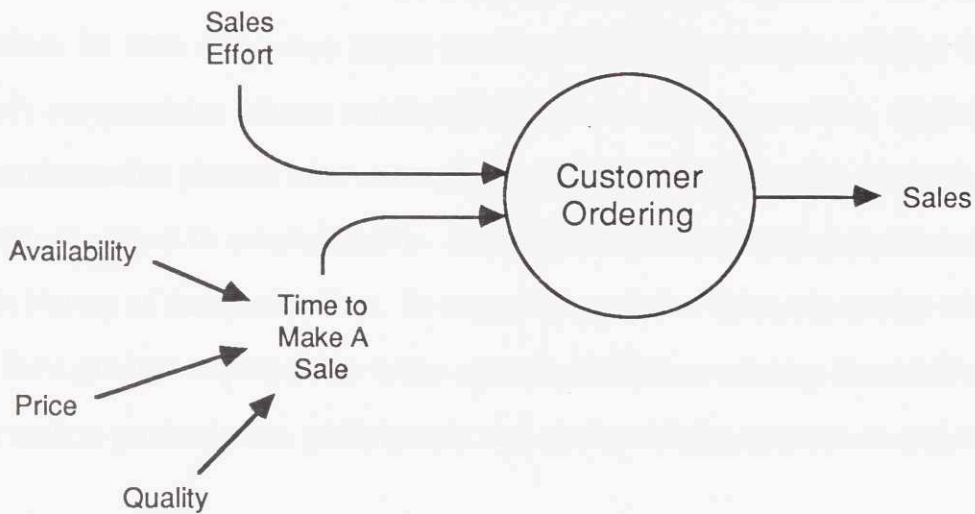 Sales
Effort
Customer
Ordering
Sales
Availability
Time to
Make A
Sale
Price
Quality